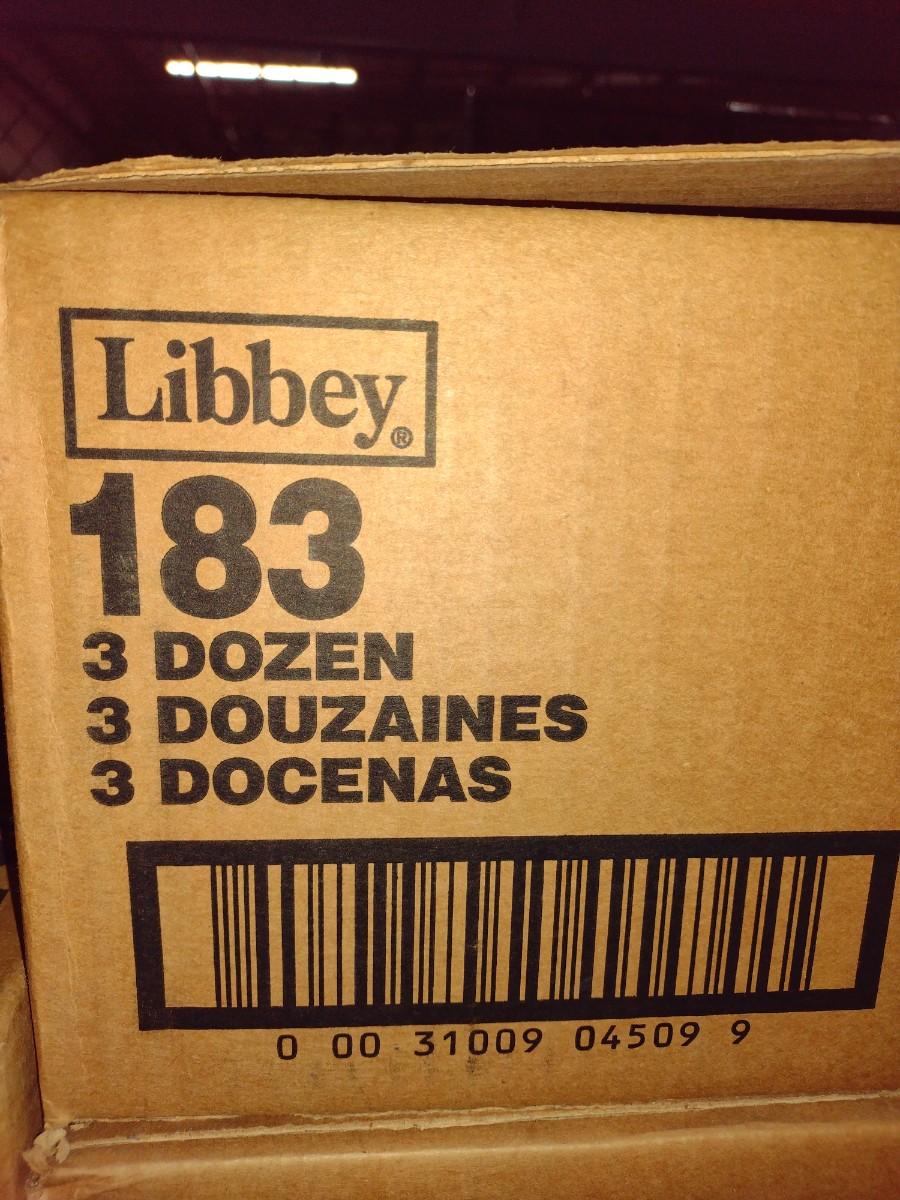 Libbey®
183
3 DOZEN
3 DOUZAINES
3 DOCENAS
0 00 31009 04509 9